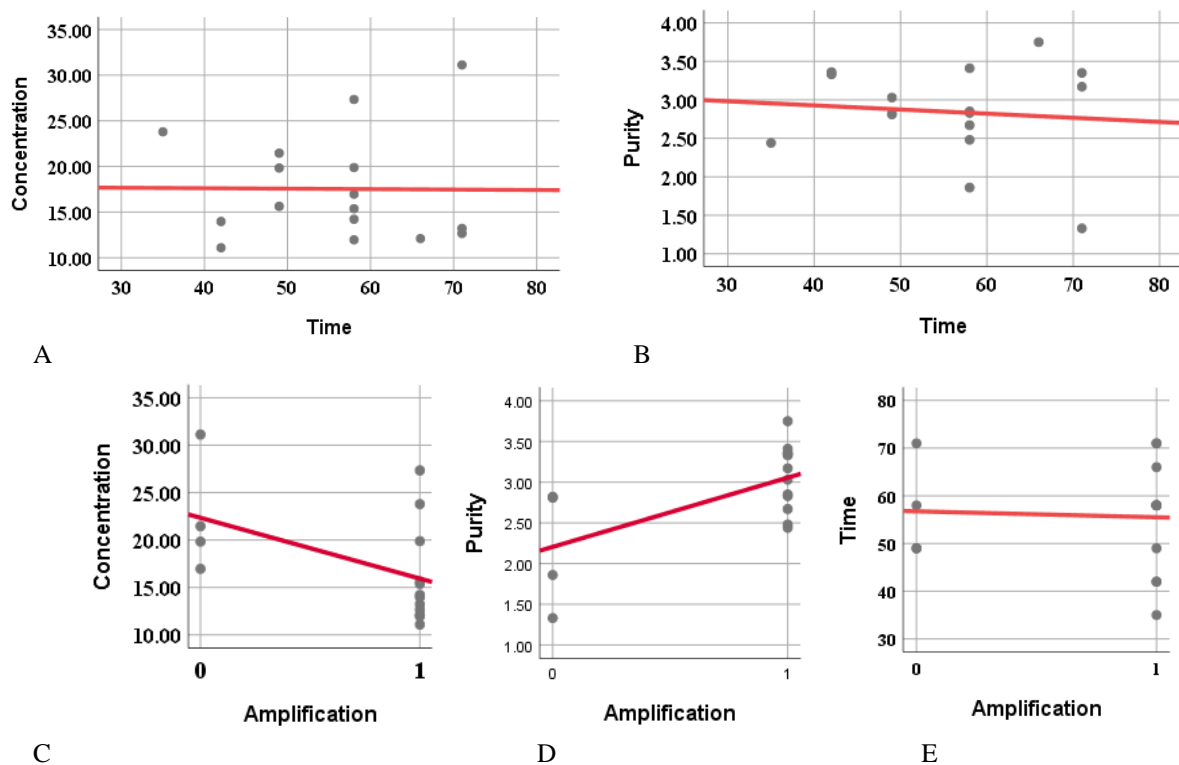 35.00
30.00
25.00
20.00
15.00
10.00
Concentration
30 40 50 60 70 80
Time
A
4.00
3.50
3.00
2.50
2.00
1.50
1.00
Purity
30 40 50 60 70 80
Time
B
35.00
30.00
25.00
20.00
15.00
10.00
Concentration
0 1
Amplification
C
4.00
3.50
3.00
2.50
2.00
1.50
1.00
Purity
0 1
Amplification
D
80
70
60
50
40
30
Time
0 1
Amplification
E